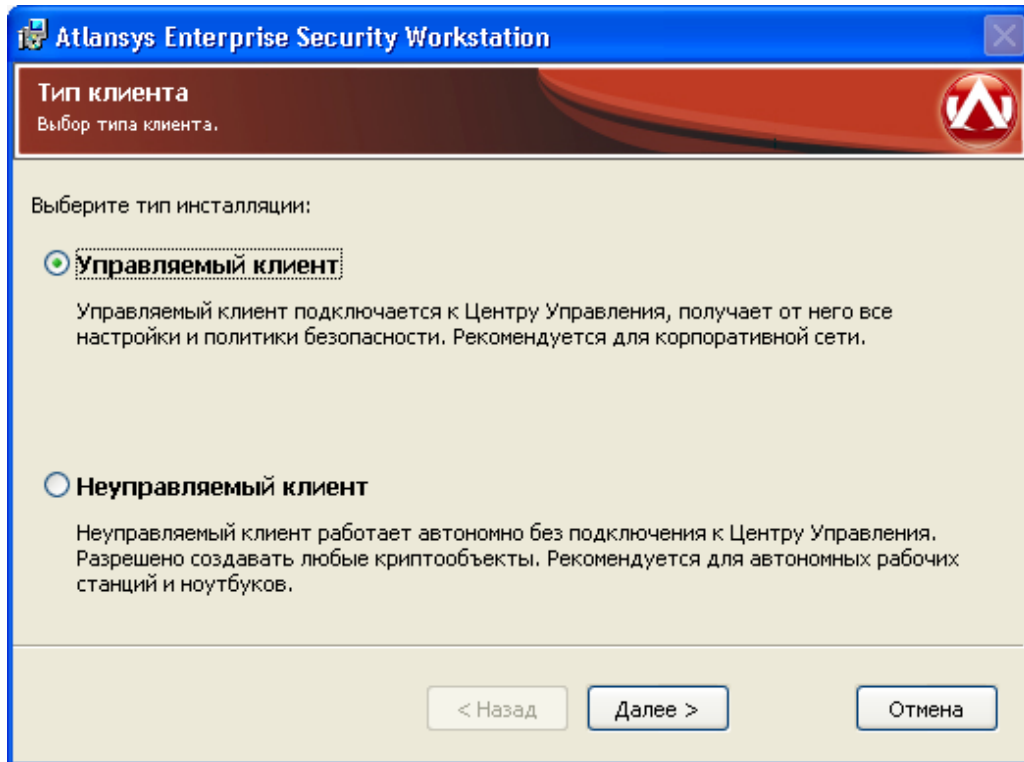 Atlansys Enterprise Security Workstation
Тип клиента
Выбор типа клиента.
Выберите тип инсталляции:
Управляемый клиент
Управляемый клиент подключается к Центру Управления, получает от него все
настройки и политики безопасности. Рекомендуется для корпоративной сети.
Неуправляемый клиент
Неуправляемый клиент работает автономно без подключения к Центру Управления.
Разрешено создавать любые криптообъекты. Рекомендуется для автономных рабочих
станций и ноутбуков.
< Назад
Далее >
Отмена